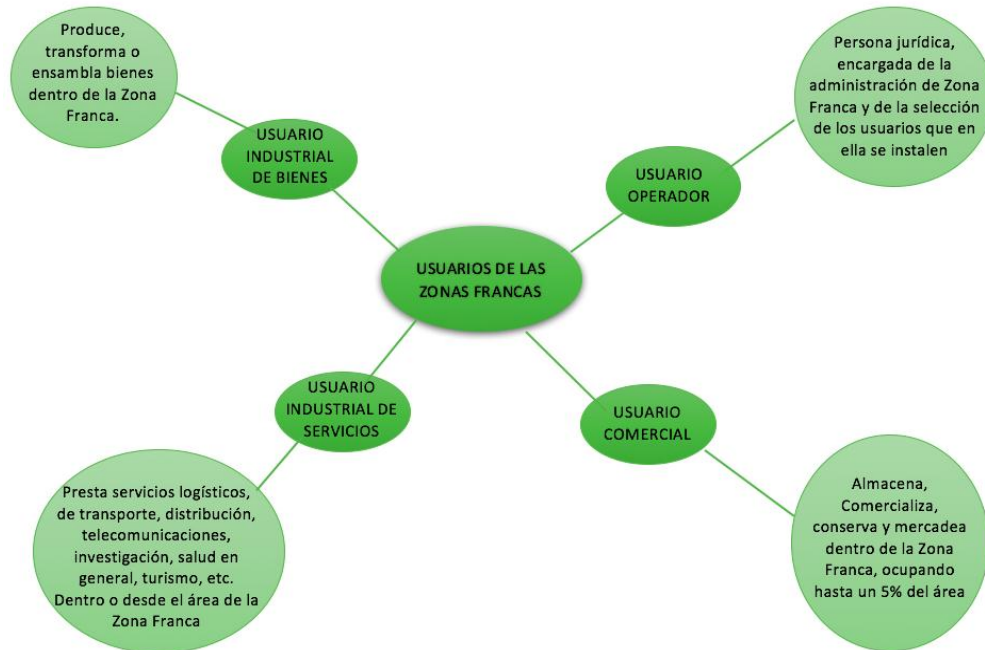 Produce,
transforma o
ensambla bienes
dentro de la Zona
Franca.
USUARIO
INDUSTRIAL
DE BIENES
Persona jurídica,
encargada de la
administración de Zona
Franca y de la selección
de los usuarios que en
ella se instalen
USUARIO
OPERADOR
USUARIOS DE LAS
ZONAS FRANCAS
USUARIO
INDUSTRIAL DE
SERVICIOS
Presta servicios logísticos,
de transporte, distribución,
telecomunicaciones,
investigación, salud en
general, turismo, etc.
Dentro o desde el área de la
Zona Franca
USUARIO
COMERCIAL
Almacena,
Comercializa,
conserva y mercadea
dentro de la Zona
Franca, ocupando
hasta un 5% del área